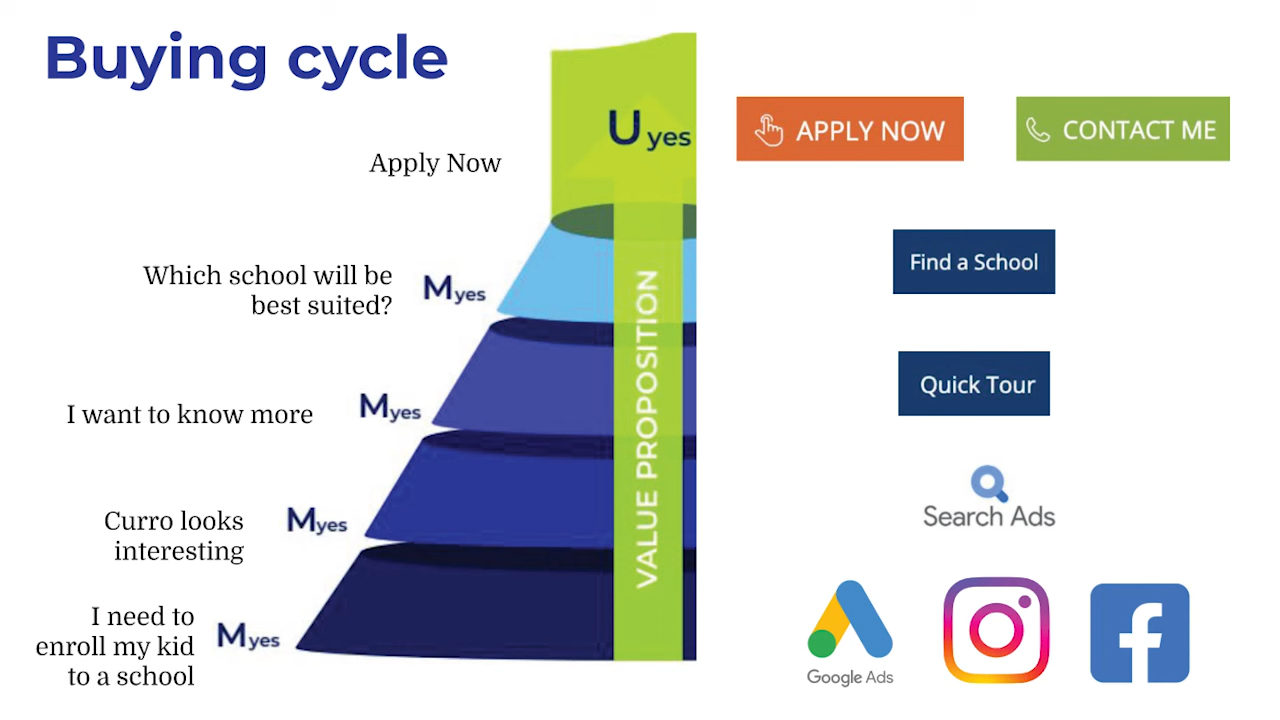 Buying cycle
U yes
APPLY NOW
CONTACT ME
Apply Now
Which school will be
best suited?
Myes
Find a School
VALUE PROPOSITION
I want to know more
Myes
Quick Tour
Curro looks
interesting
Myes
Search Ads
I need to
enroll my kid
to a school
Myes
Google Ads